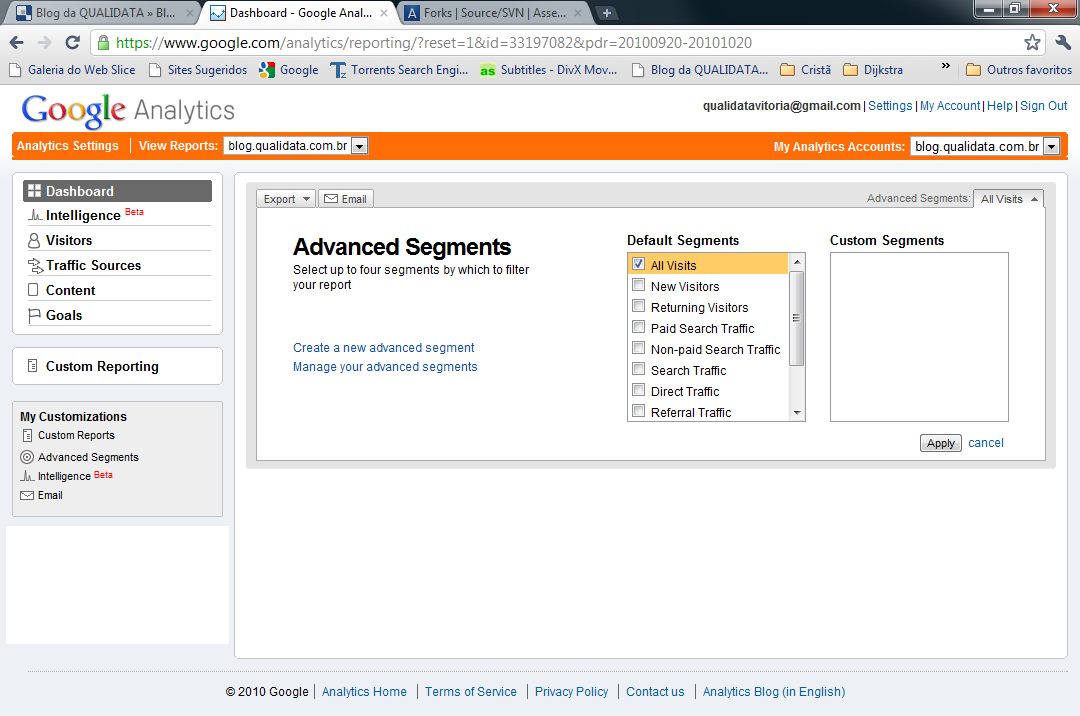 Blog da QUALIDATA » Bl...
Dashboard - Google Anal...
Forks | Source/SVN | Asse...
https://www.google.com/analytics/reporting/?reset=1&id=33197082&pdr=20100920-20101020
Galeria do Web Slice
Sites Sugeridos
Google
Torrents Search Engi...
as Subtitles - DivX Mov...
Blog da QUALIDATA...
Cristã
Dijkstra
»
Outros favoritos
Google Analytics
qualidatavitoria@gmail.com | Settings | My Account | Help | Sign Out
Analytics Settings | View Reports: blog.qualidata.com.br
My Analytics Accounts: blog.qualidata.com.br
Dashboard
Intelligence Beta
Visitors
Traffic Sources
Content
Goals
Custom Reporting
My Customizations
Custom Reports
Advanced Segments
Intelligence Beta
Email
Export
Email
Advanced Segments: All Visits
Advanced Segments
Select up to four segments by which to filter
your report
Create a new advanced segment
Manage your advanced segments
Default Segments
All Visits
New Visitors
Returning Visitors
Paid Search Traffic
Non-paid Search Traffic
Search Traffic
Direct Traffic
Referral Traffic
Custom Segments
Apply cancel
© 2010 Google | Analytics Home | Terms of Service | Privacy Policy | Contact us | Analytics Blog (in English)